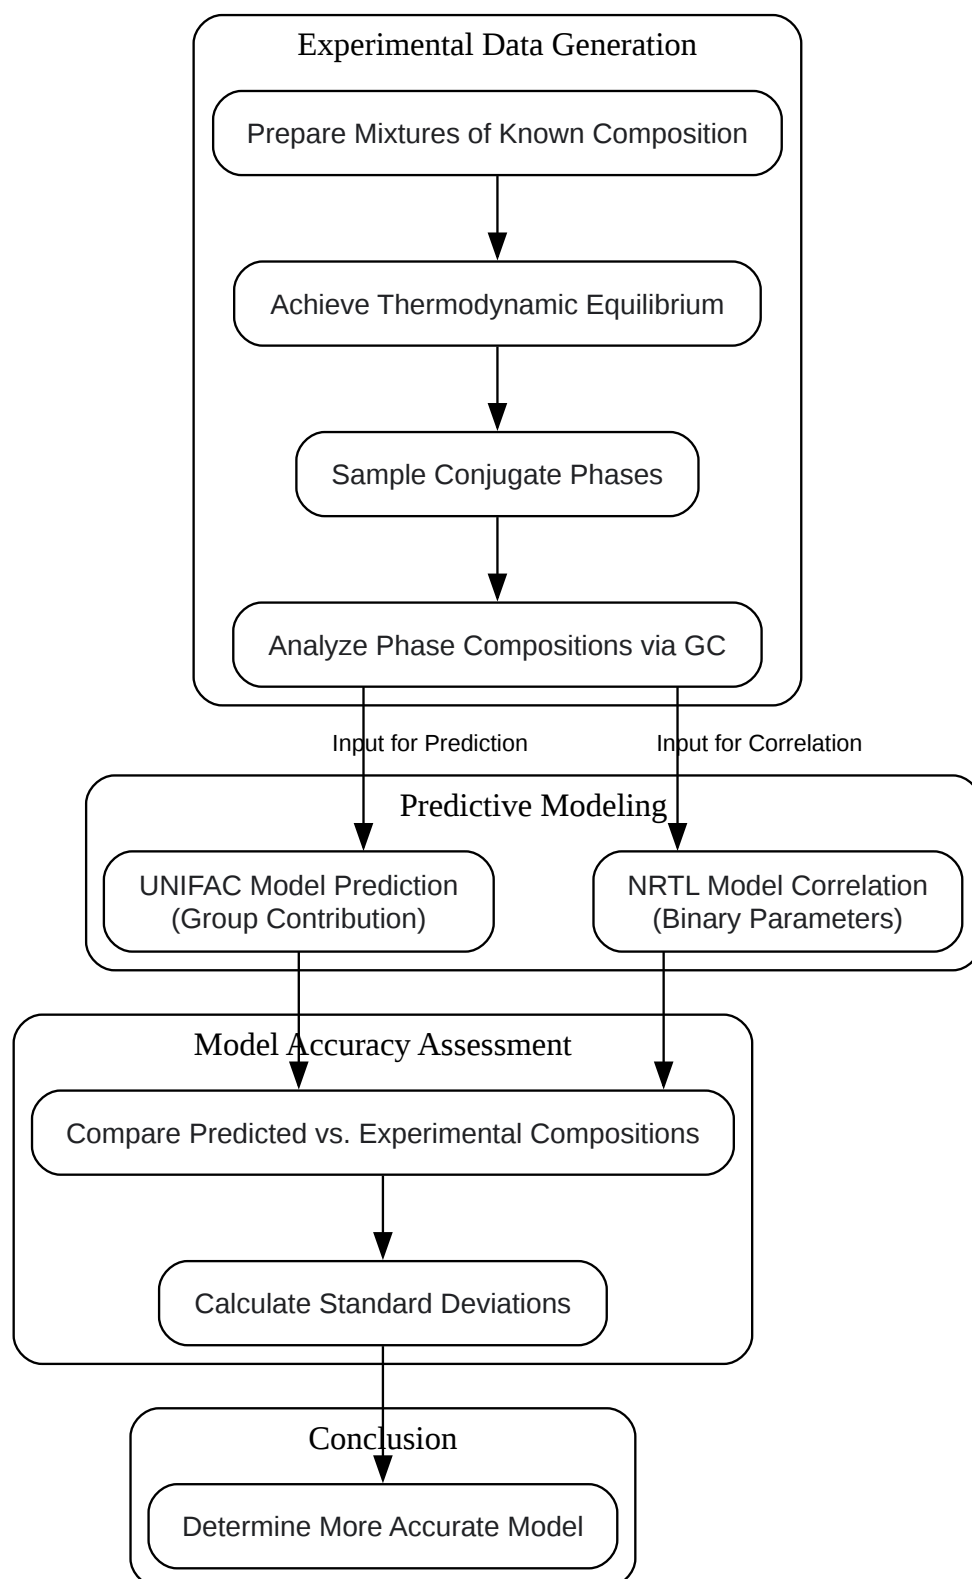 Experimental Data Generation
Prepare Mixtures of Known Composition
Achieve Thermodynamic Equilibrium
Sample Conjugate Phases
Analyze Phase Compositions via GC
Input for Prediction
Input for Correlation
Predictive Modeling
UNIFAC Model Prediction
(Group Contribution)
NRTL Model Correlation
(Binary Parameters)
Model Accuracy Assessment
Compare Predicted vs. Experimental Compositions
Calculate Standard Deviations
Conclusion
Determine More Accurate Model